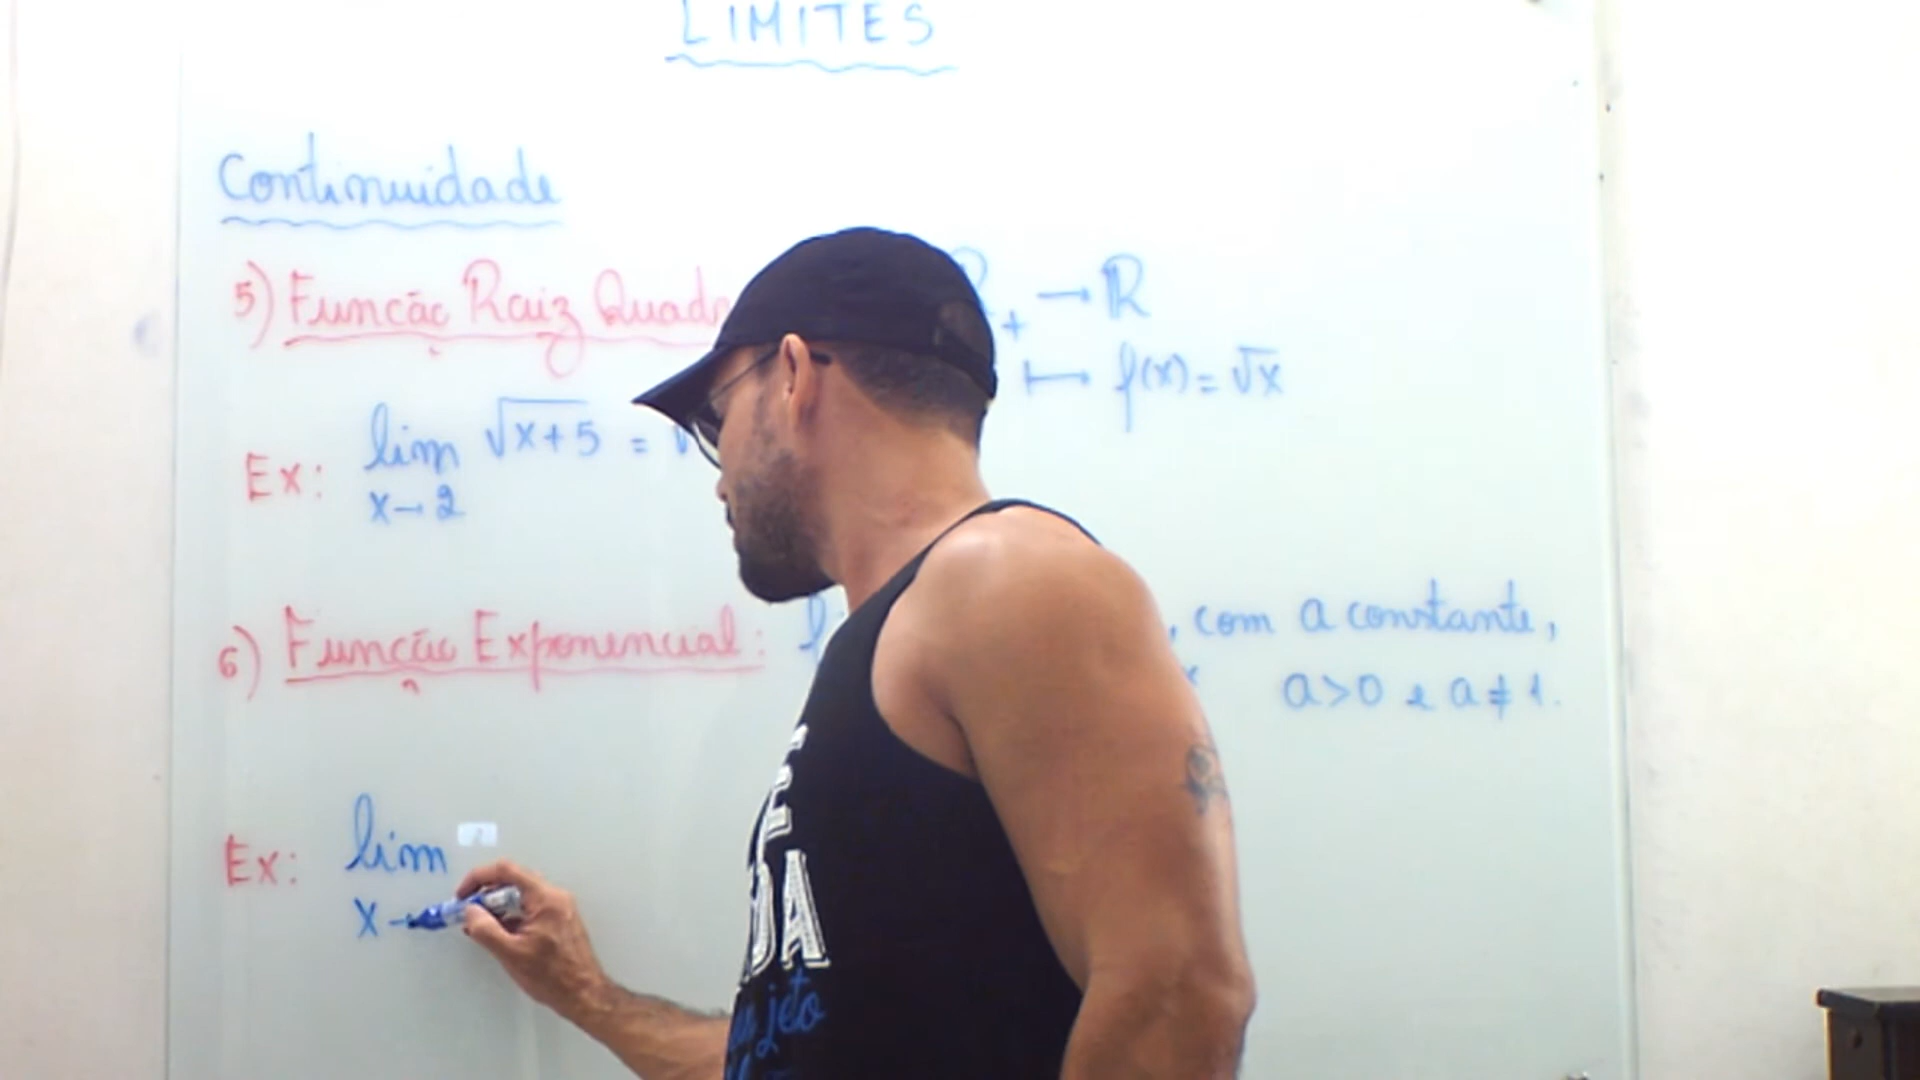 LIMITES
Continuidade
5) Função Raiz Quadr
+ → R
↦ f(x) = √x
Ex: lim √x+5 = √
x→2
6) Função Exponencial:
, com a constante,
a>0 e a≠1.
Ex: lim
x→
jeto